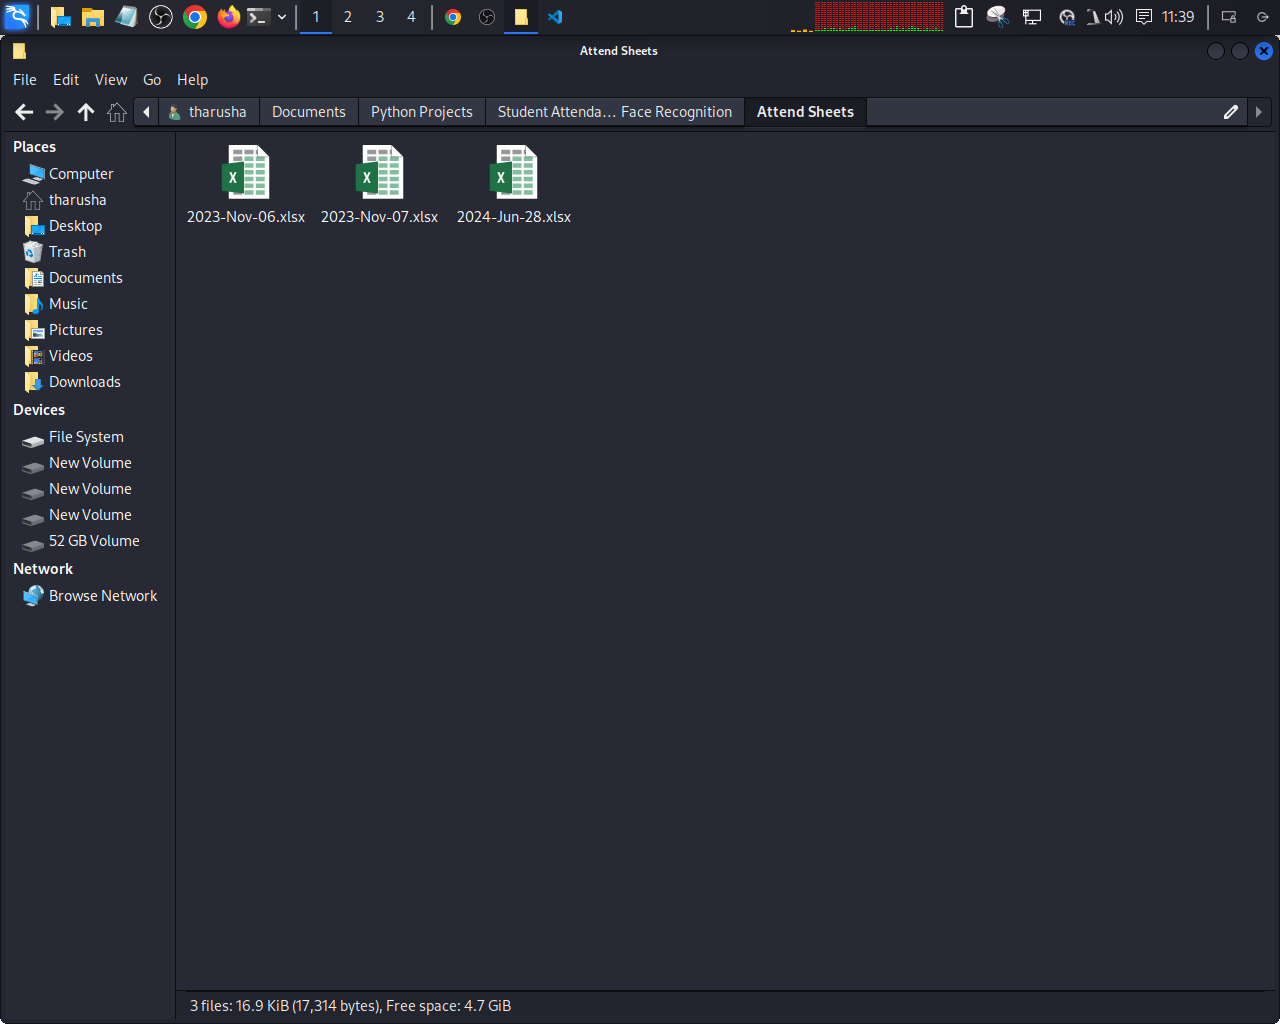 1 2 3 4 11:39
Attend Sheets
File Edit View Go Help
tharusha Documents Python Projects Student Attenda... Face Recognition Attend Sheets
Places
Computer
tharusha
Desktop
Trash
Documents
Music
Pictures
Videos
Downloads
Devices
File System
New Volume
New Volume
New Volume
52 GB Volume
Network
Browse Network
2023-Nov-06.xlsx 2023-Nov-07.xlsx 2024-Jun-28.xlsx
3 files: 16.9 KiB (17,314 bytes), Free space: 4.7 GiB